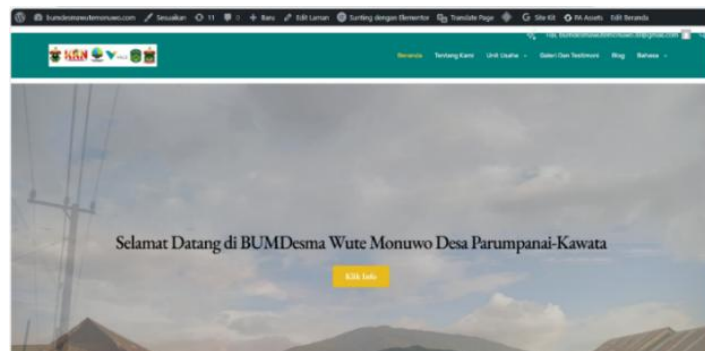 bumdesmawutemonuwo.com Sesuaikan 11 0 + Baru Edit Laman Sunting dengan Elementor Translate Page Site Kit PA Assets Edit Beranda
KAN
Beranda Tentang Kami Unit Usaha Galeri Dan Testimoni Blog Bahasa
Selamat Datang di BUMDesma Wute Monuwo Desa Parumpanai-Kawata
Klik Info